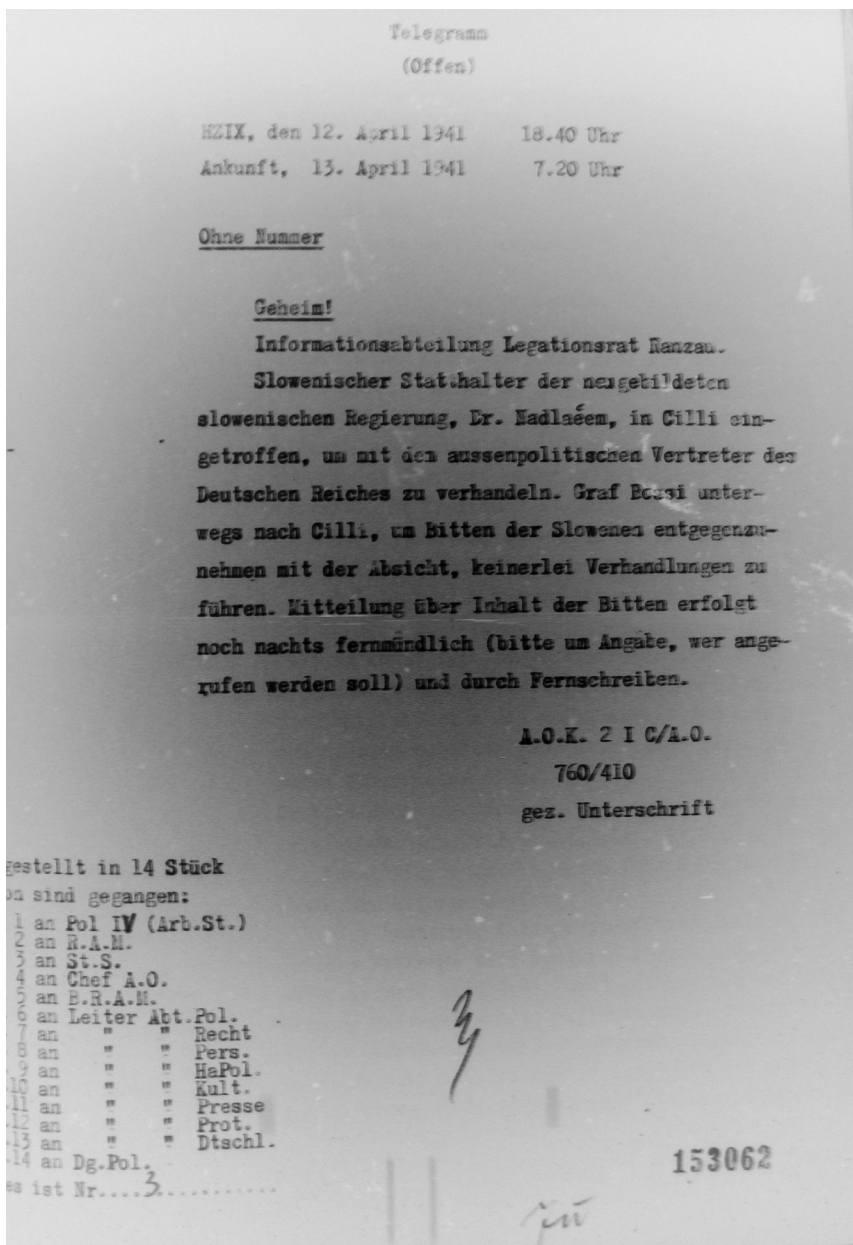 Telegramm
(Offen)
HZIX, den 12. April 1941 18.40 Uhr
Ankunft, 13. April 1941 7.20 Uhr
Ohne Nummer
Geheim!
Informationsabteilung Legationsrat Ranzau.
Slowenischer Statthalter der neugebildeten
slowenischen Regierung, Dr. Nadlaéem, in Cilli ein-
getroffen, um mit dem aussenpolitischen Vertreter des
Deutschen Reiches zu verhandeln. Graf Bossi unter-
wegs nach Cilli, um Bitten der Slowenen entgegenzu-
nehmen mit der Absicht, keinerlei Verhandlungen zu
führen. Mitteilung über Inhalt der Bitten erfolgt
noch nachts fernmündlich (bitte um Angabe, wer ange-
rufen werden soll) und durch Fernschreiben.
A.O.K. 2 I C/A.O.
760/410
gez. Unterschrift
gestellt in 14 Stück
on sind gegangen:
1 an Pol IV (Arb.St.)
2 an R.A.M.
3 an St.S.
4 an Chef A.O.
5 an B.R.A.M.
6 an Leiter Abt.Pol.
7 an " " Recht
8 an " " Pers.
9 an " " HaPol.
10 an " " Kult.
11 an " " Presse
12 an " " Prot.
13 an " " Dtschl.
14 an Dg.Pol.
es ist Nr....3...........
153062